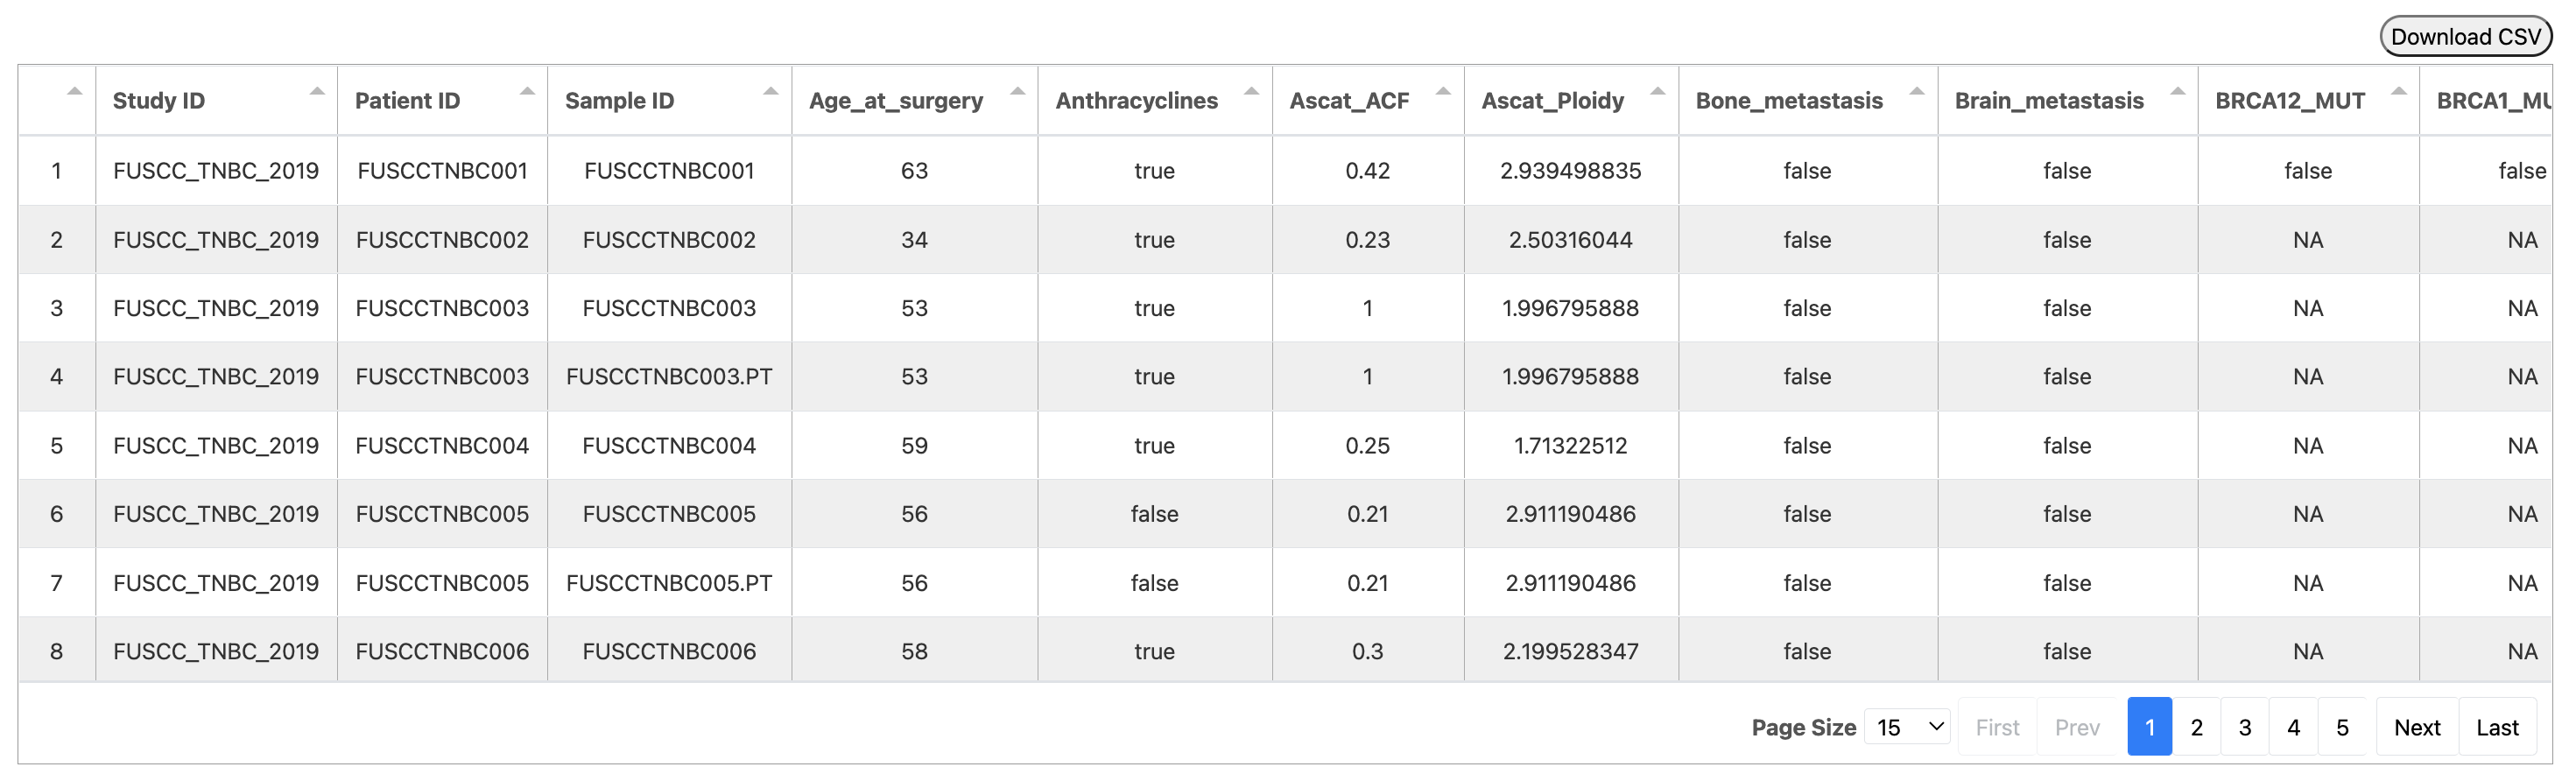 Download CSV
Study ID Patient ID Sample ID Age_at_surgery Anthracyclines Ascat_ACF Ascat_Ploidy Bone_metastasis Brain_metastasis BRCA12_MUT BRCA1_MU
1 FUSCC_TNBC_2019 FUSCCTNBC001 FUSCCTNBC001 63 true 0.42 2.939498835 false false false false
2 FUSCC_TNBC_2019 FUSCCTNBC002 FUSCCTNBC002 34 true 0.23 2.50316044 false false NA NA
3 FUSCC_TNBC_2019 FUSCCTNBC003 FUSCCTNBC003 53 true 1 1.996795888 false false NA NA
4 FUSCC_TNBC_2019 FUSCCTNBC003 FUSCCTNBC003.PT 53 true 1 1.996795888 false false NA NA
5 FUSCC_TNBC_2019 FUSCCTNBC004 FUSCCTNBC004 59 true 0.25 1.71322512 false false NA NA
6 FUSCC_TNBC_2019 FUSCCTNBC005 FUSCCTNBC005 56 false 0.21 2.911190486 false false NA NA
7 FUSCC_TNBC_2019 FUSCCTNBC005 FUSCCTNBC005.PT 56 false 0.21 2.911190486 false false NA NA
8 FUSCC_TNBC_2019 FUSCCTNBC006 FUSCCTNBC006 58 true 0.3 2.199528347 false false NA NA
Page Size 15 First Prev 1 2 3 4 5 Next Last